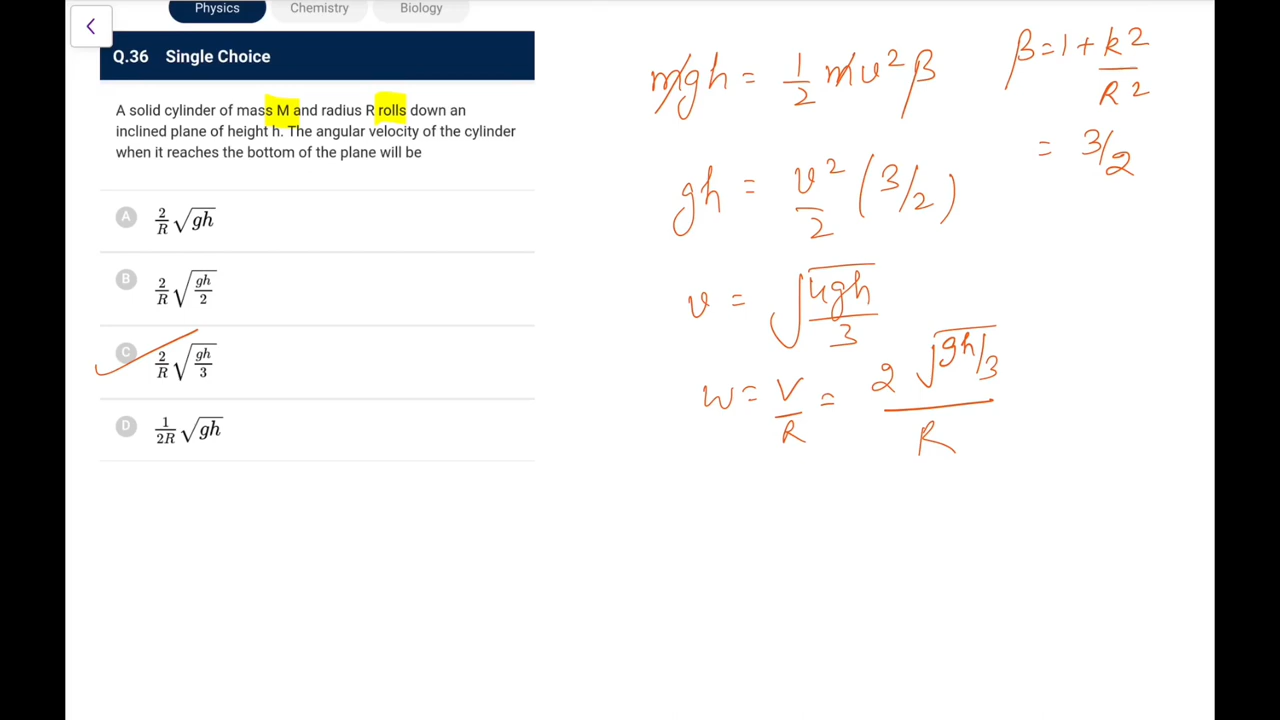 Physics Chemistry Biology
Q.36 Single Choice
A solid cylinder of mass M and radius R rolls down an
inclined plane of height h. The angular velocity of the cylinder
when it reaches the bottom of the plane will be
A 2/R √gh
B 2/R √(gh/2)
C 2/R √(gh/3)
D 1/2R √gh
mgh = 1/2 mv² β
β = 1 + k²/R²
= 3/2
gh = v²/2 (3/2)
v = √(4gh/3)
w = v/R = 2√(gh/3)/R